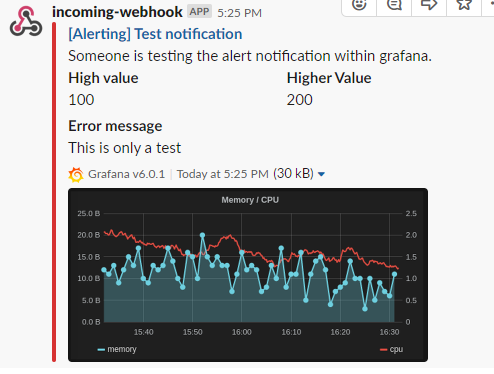 incoming-webhook APP 5:25 PM
[Alerting] Test notification
Someone is testing the alert notification within grafana.
High value Higher Value
100 200
Error message
This is only a test
Grafana v6.0.1 | Today at 5:25 PM (30 kB)
Memory / CPU
25.0 B 2.5
20.0 B 2.0
15.0 B 1.5
10.0 B 1.0
5.0 B 0.5
0.0 B 0
15:40 15:50 16:00 16:10 16:20 16:30
memory cpu